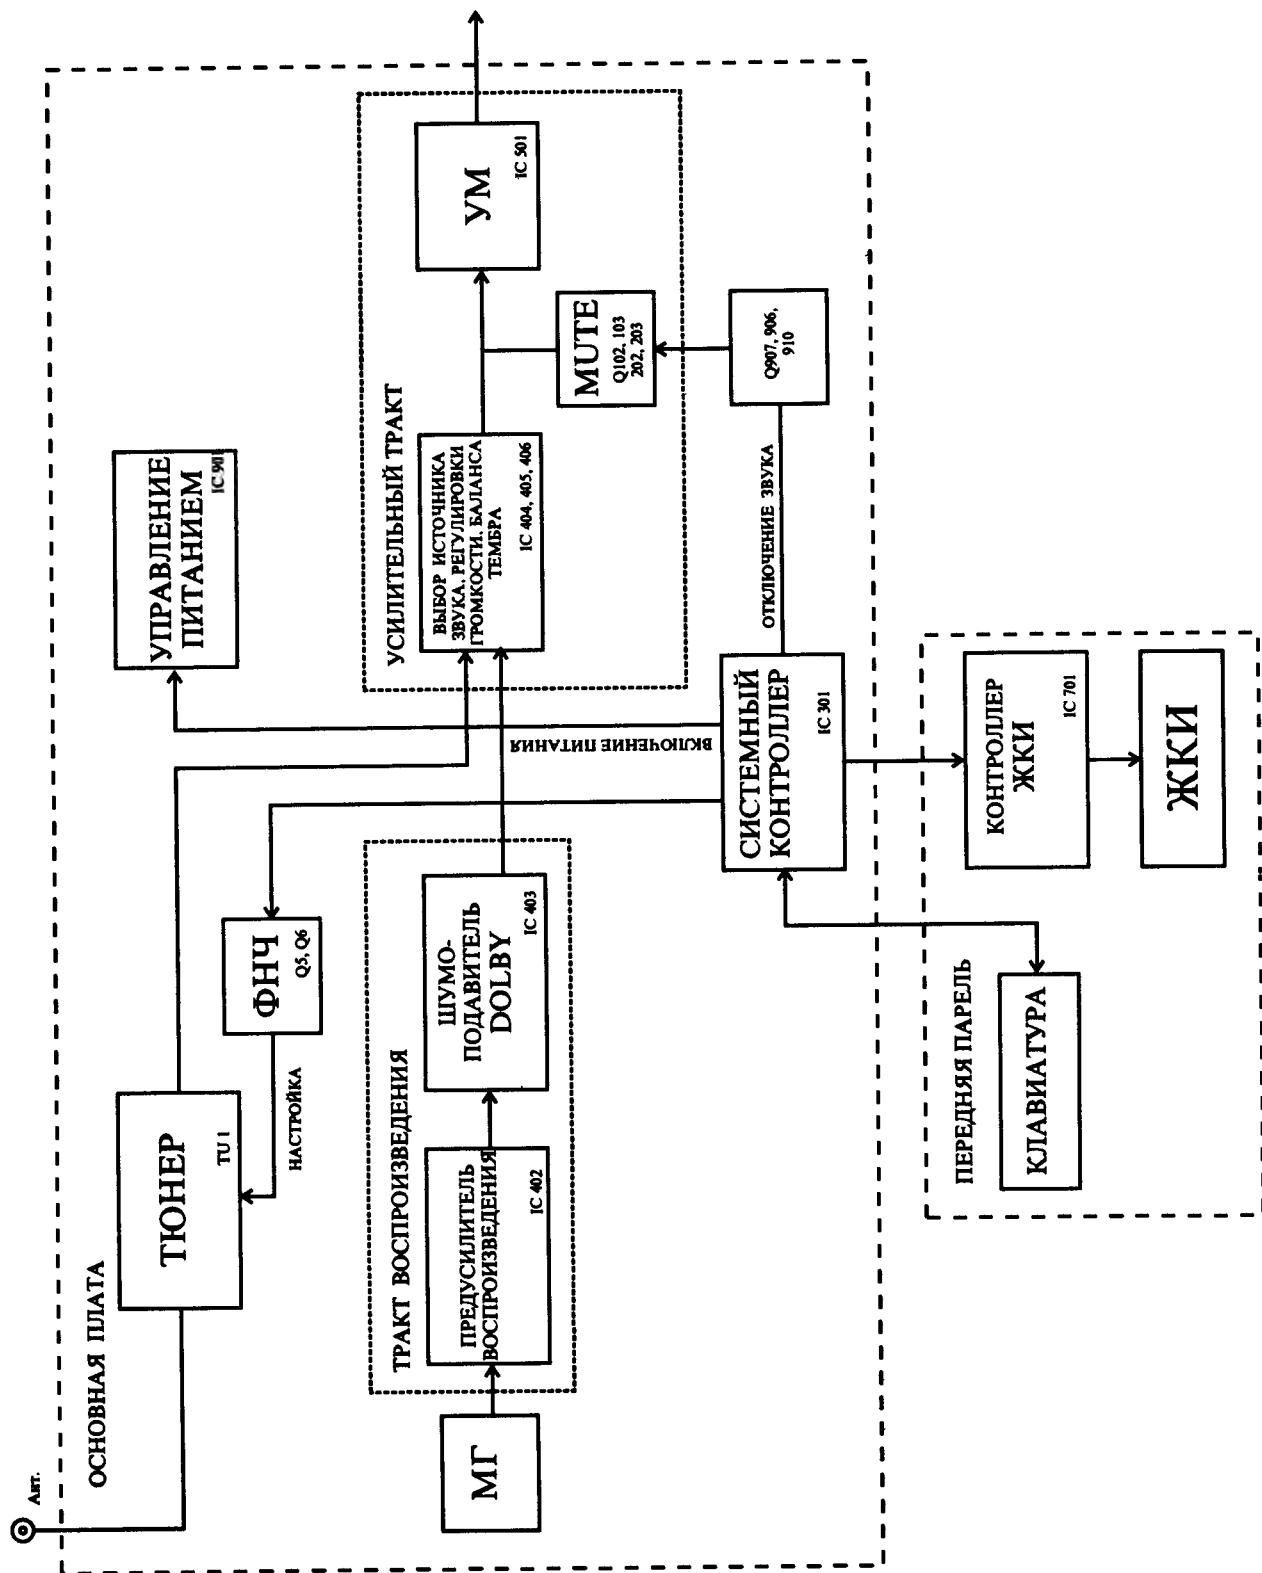 Ант.
ОСНОВНАЯ ПЛАТА
ТЮНЕР
TU 1
НАСТРОЙКА
ФНЧ
Q5, Q6
УПРАВЛЕНИЕ
ПИТАНИЕМ
IC 901
МГ
ТРАКТ ВОСПРОИЗВЕДЕНИЯ
ПРЕДУСИЛИТЕЛЬ
ВОСПРОИЗВЕДЕНИЯ
IC 402
ШУМО-
ПОДАВИТЕЛЬ
DOLBY
IC 403
УСИЛИТЕЛЬНЫЙ ТРАКТ
ВЫБОР ИСТОЧНИКА
ЗВУКА, РЕГУЛИРОВКИ
ГРОМКОСТИ, БАЛАНСА
ТЕМБРА
IC 404, 405, 406
УМ
IC 501
MUTE
Q102, 103
202, 203
Q907, 906,
910
ВКЛЮЧЕНИЕ ПИТАНИЯ
ОТКЛЮЧЕНИЕ ЗВУКА
СИСТЕМНЫЙ
КОНТРОЛЛЕР
IC 301
ПЕРЕДНЯЯ ПАРЕЛЬ
КЛАВИАТУРА
КОНТРОЛЛЕР
ЖКИ
IC 701
ЖКИ